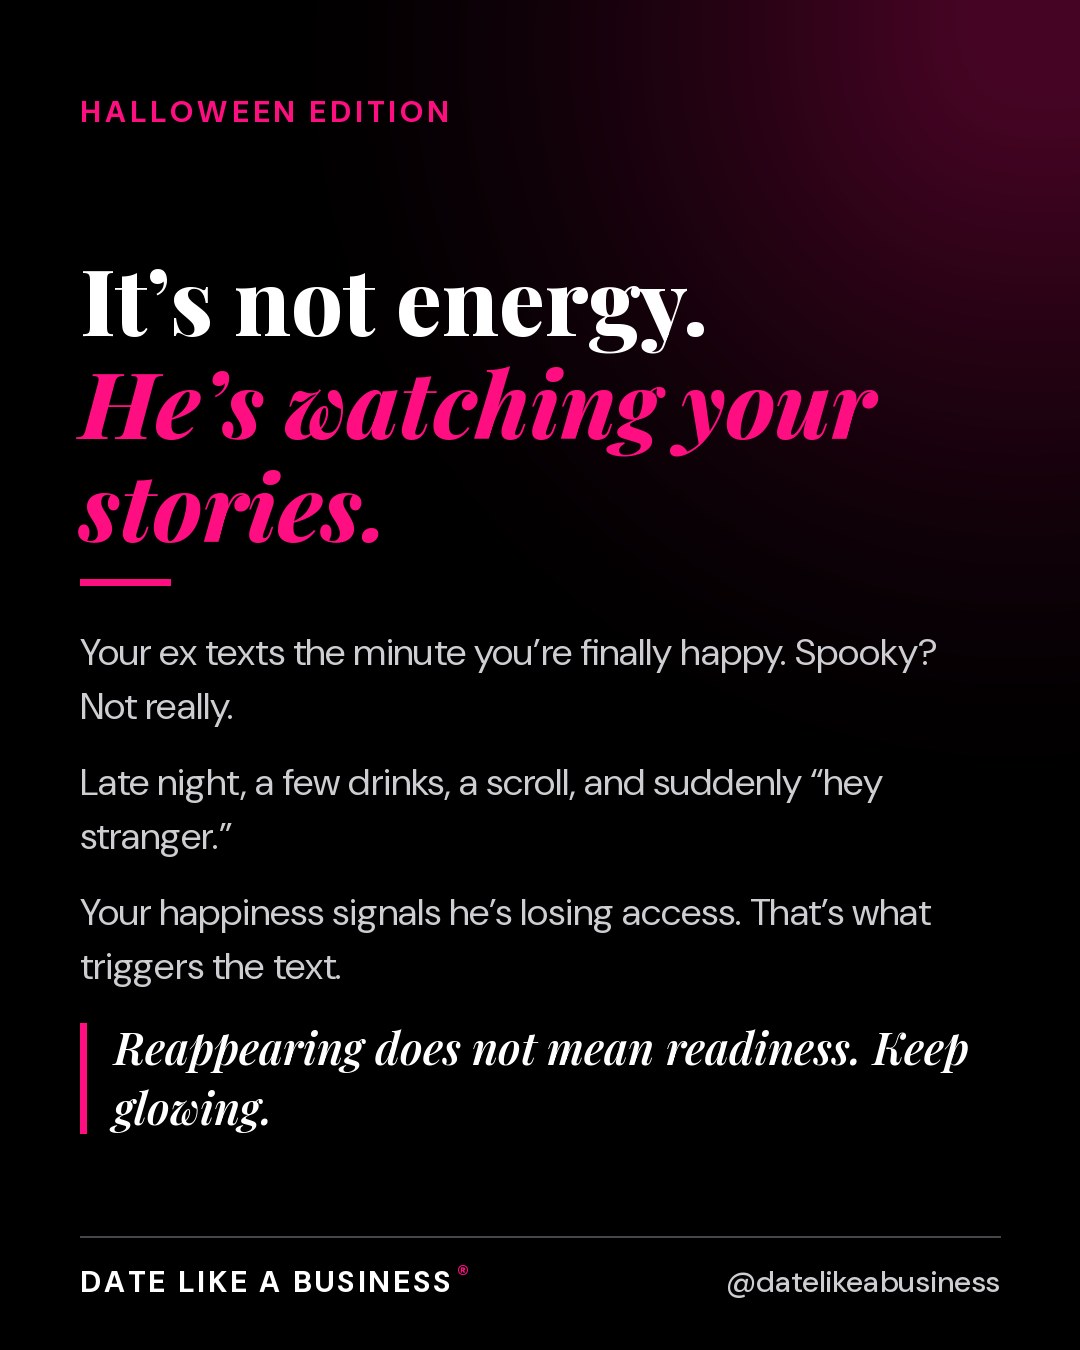 HALLOWEEN EDITION
It’s not energy.
He’s watching your
stories.
Your ex texts the minute you’re finally happy. Spooky?
Not really.
Late night, a few drinks, a scroll, and suddenly “hey
stranger.”
Your happiness signals he’s losing access. That’s what
triggers the text.
Reappearing does not mean readiness. Keep
glowing.
DATE LIKE A BUSINESS®
@datelikeabusiness